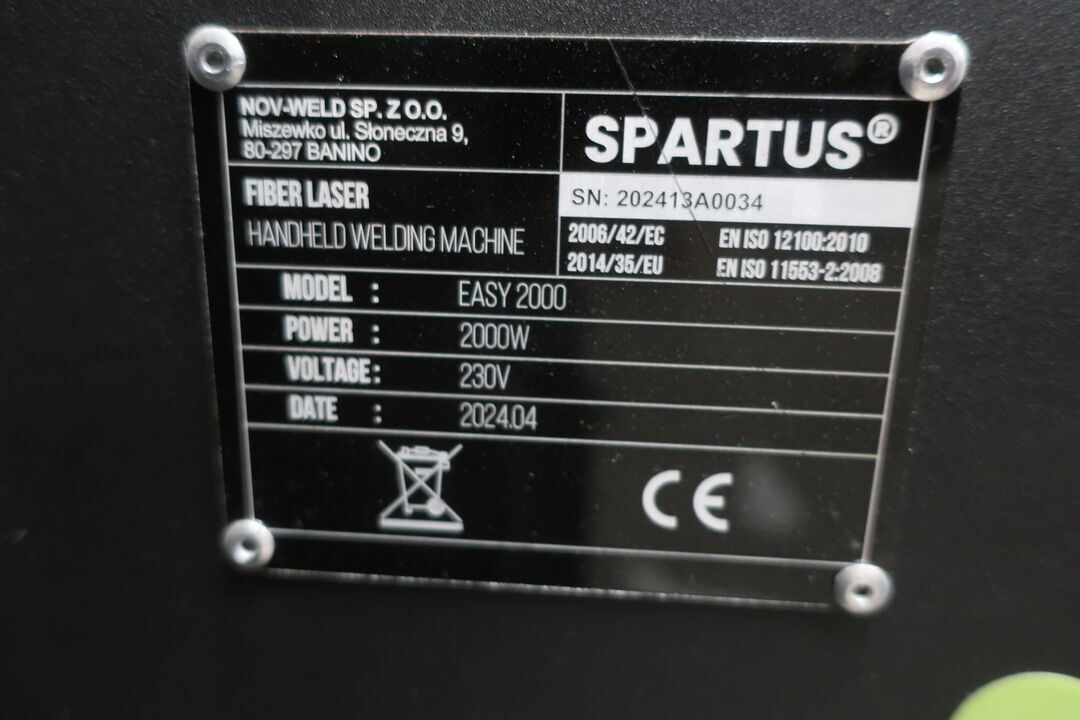 NOV-WELD SP. Z O.O.
Miszewko ul. Słoneczna 9,
80-297 BANINO
SPARTUS®
FIBER LASER
HANDHELD WELDING MACHINE
SN: 202413A0034
2006/42/EC EN ISO 12100:2010
2014/35/EU EN ISO 11553-2:2008
MODEL : EASY 2000
POWER : 2000W
VOLTAGE: 230V
DATE : 2024.04
CE